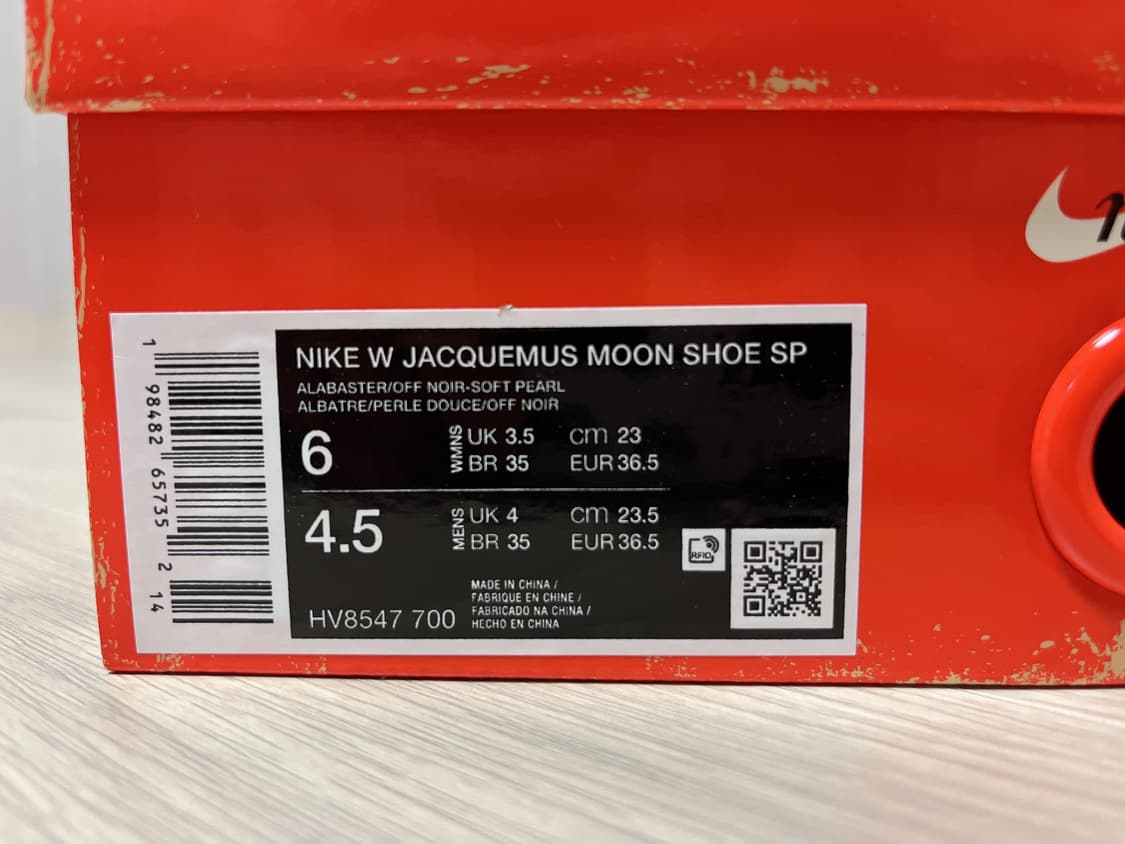 NIKE W JACQUEMUS MOON SHOE SP
ALABASTER/OFF NOIR-SOFT PEARL
ALBATRE/PERLE DOUCE/OFF NOIR
6
WMNS
UK 3.5 cm 23
BR 35 EUR 36.5
4.5
MENS
UK 4 cm 23.5
BR 35 EUR 36.5
RFID
HV8547 700
MADE IN CHINA /
FABRIQUE EN CHINE /
FABRICADO NA CHINA /
HECHO EN CHINA
1 98482 65735 2 14